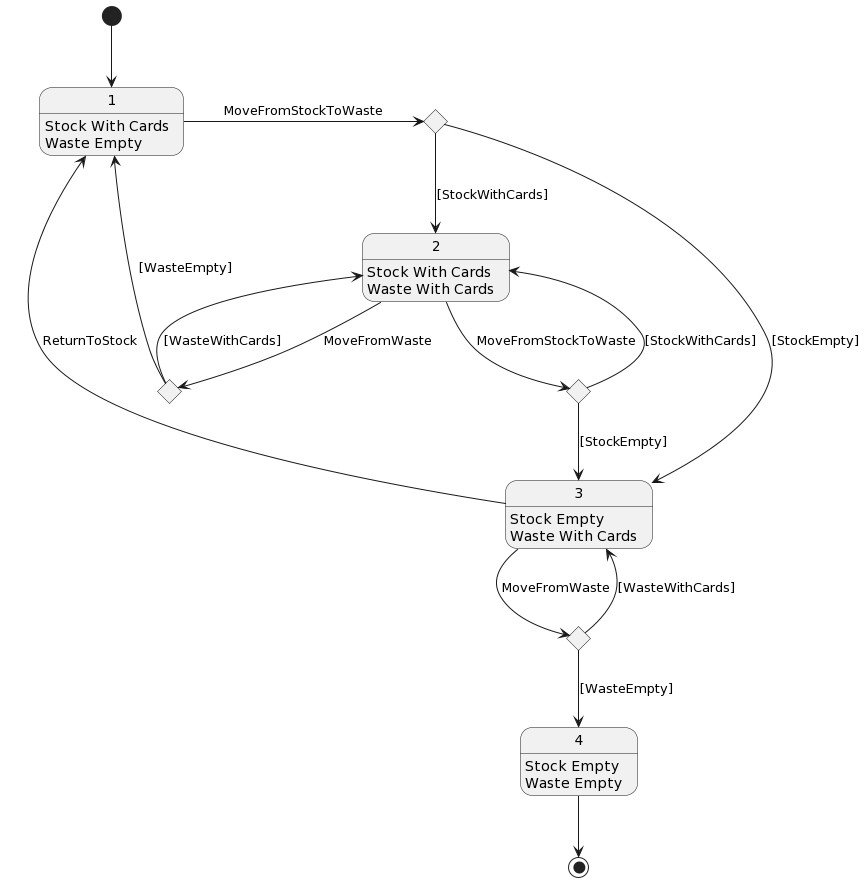 1
Stock With Cards
Waste Empty
MoveFromStockToWaste
[StockWithCards]
2
Stock With Cards
Waste With Cards
[WasteEmpty]
ReturnToStock
[WasteWithCards]
MoveFromWaste
MoveFromStockToWaste
[StockWithCards]
[StockEmpty]
[StockEmpty]
3
Stock Empty
Waste With Cards
MoveFromWaste
[WasteWithCards]
[WasteEmpty]
4
Stock Empty
Waste Empty